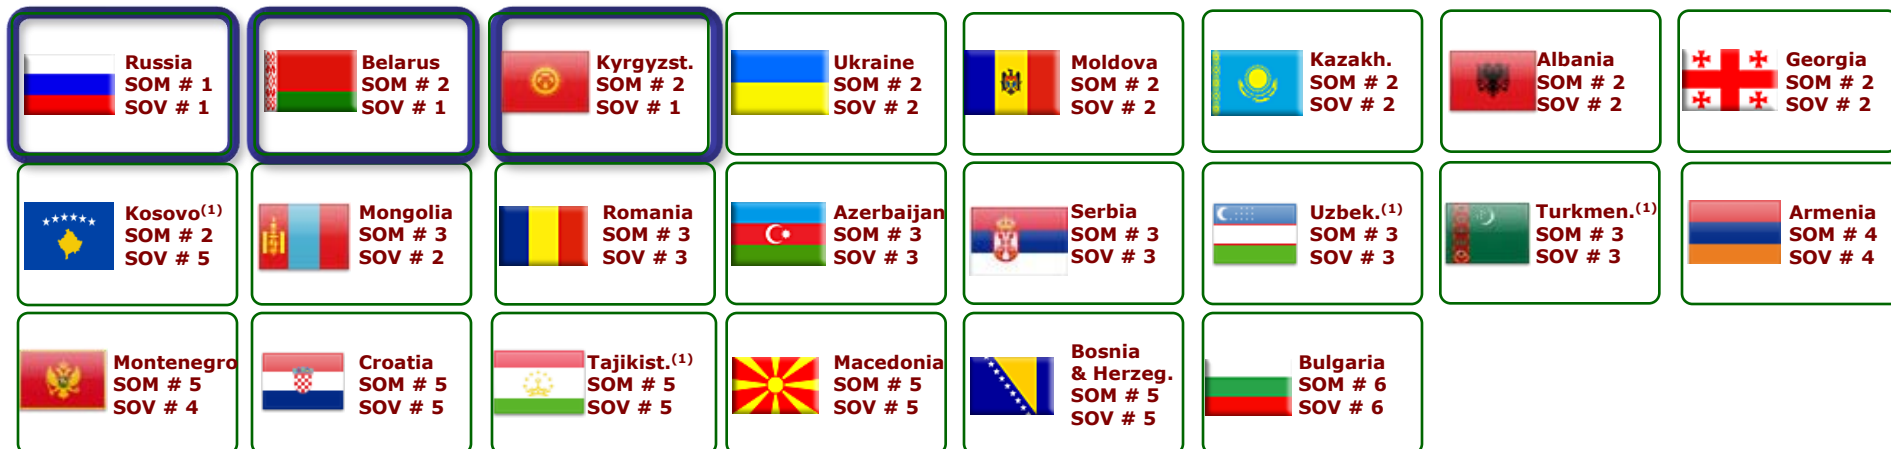 Russia
SOM # 1
SOV # 1
Belarus
SOM # 2
SOV # 1
Kyrgyzst.
SOM # 2
SOV # 1
Ukraine
SOM # 2
SOV # 2
Moldova
SOM # 2
SOV # 2
Kazakh.
SOM # 2
SOV # 2
Albania
SOM # 2
SOV # 2
Georgia
SOM # 2
SOV # 2
Kosovo(1)
SOM # 2
SOV # 5
Mongolia
SOM # 3
SOV # 2
Romania
SOM # 3
SOV # 3
Azerbaijan
SOM # 3
SOV # 3
Serbia
SOM # 3
SOV # 3
Uzbek.(1)
SOM # 3
SOV # 3
Turkmen.(1)
SOM # 3
SOV # 3
Armenia
SOM # 4
SOV # 4
Montenegro
SOM # 5
SOV # 4
Croatia
SOM # 5
SOV # 5
Tajikist.(1)
SOM # 5
SOV # 5
Macedonia
SOM # 5
SOV # 5
Bosnia
& Herzeg.
SOM # 5
SOV # 5
Bulgaria
SOM # 6
SOV # 6